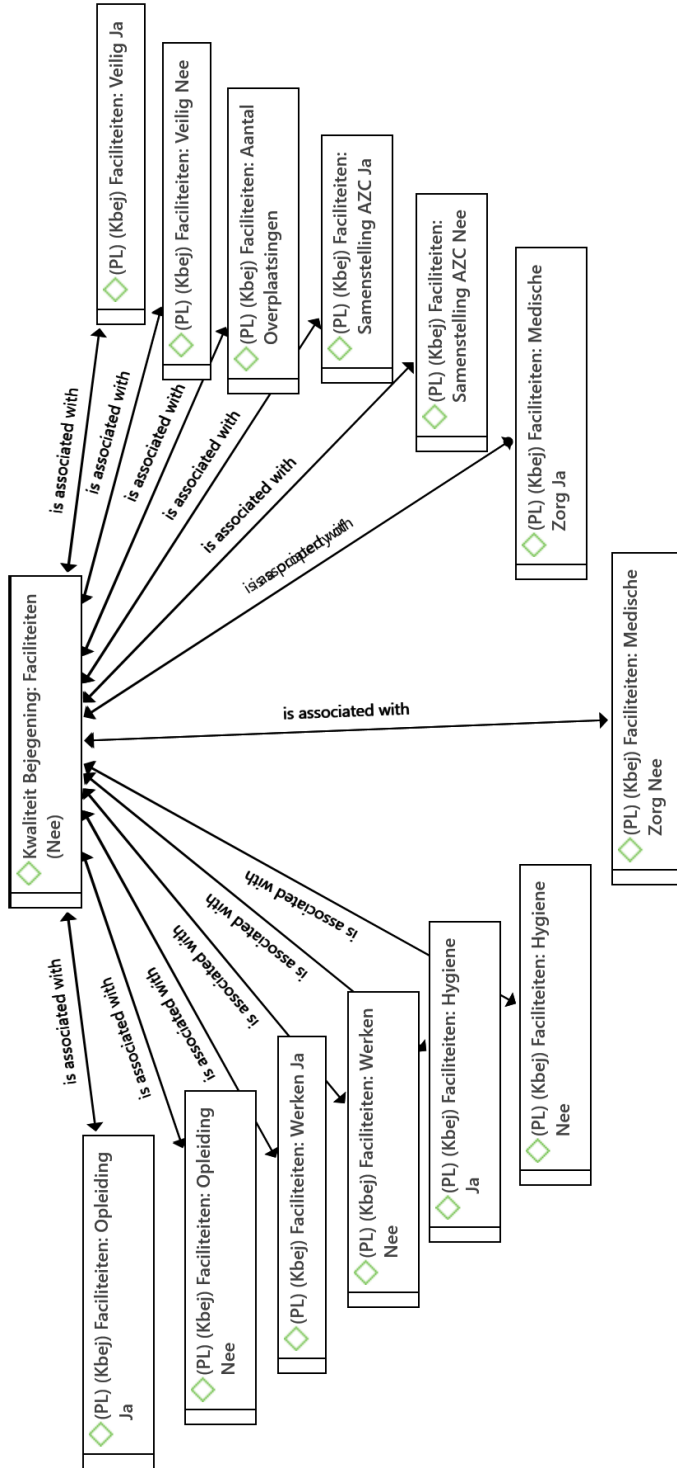 Kwaliteit Bejegening: Faciliteiten
(Nee)
is associated with
is associated with
is associated with
is associated with
is associated with
is associated with
is associated with
is associated with
is associated with
is associated with
is associated with
is associated with
(PL) (Kbej) Faciliteiten: Opleiding
Ja
(PL) (Kbej) Faciliteiten: Opleiding
Nee
(PL) (Kbej) Faciliteiten: Werken Ja
(PL) (Kbej) Faciliteiten: Werken
Nee
(PL) (Kbej) Faciliteiten: Hygiene
Ja
(PL) (Kbej) Faciliteiten: Hygiene
Nee
(PL) (Kbej) Faciliteiten: Medische
Zorg Nee
(PL) (Kbej) Faciliteiten: Medische
Zorg Ja
(PL) (Kbej) Faciliteiten:
Samenstelling AZC Nee
(PL) (Kbej) Faciliteiten:
Samenstelling AZC Ja
(PL) (Kbej) Faciliteiten: Aantal
Overplaatsingen
(PL) (Kbej) Faciliteiten: Veilig Nee
(PL) (Kbej) Faciliteiten: Veilig Ja